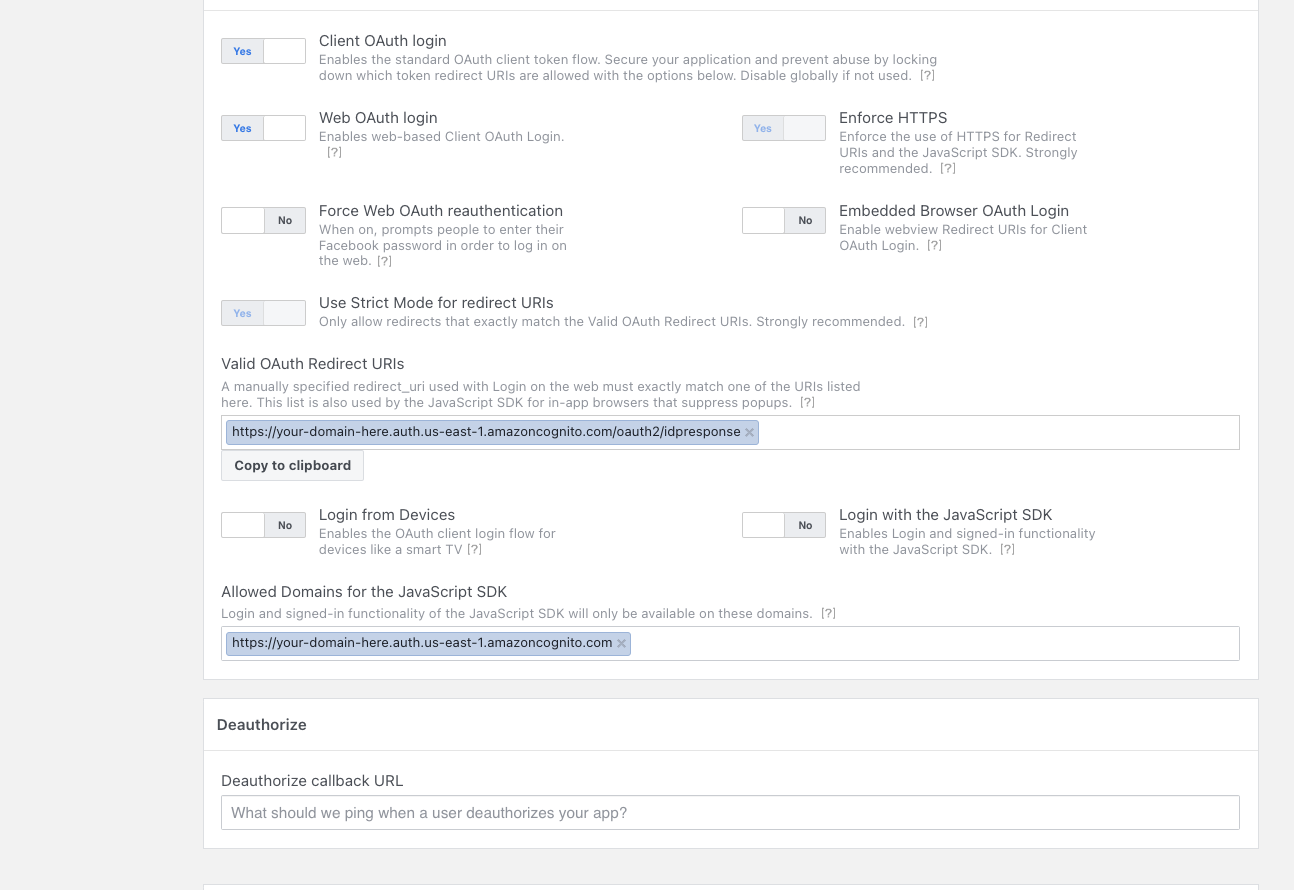 Yes
Client OAuth login
Enables the standard OAuth client token flow. Secure your application and prevent abuse by locking
down which token redirect URIs are allowed with the options below. Disable globally if not used. [?]
Yes
Web OAuth login
Enables web-based Client OAuth Login.
[?]
Yes
Enforce HTTPS
Enforce the use of HTTPS for Redirect
URIs and the JavaScript SDK. Strongly
recommended. [?]
No
Force Web OAuth reauthentication
When on, prompts people to enter their
Facebook password in order to log in on
the web. [?]
No
Embedded Browser OAuth Login
Enable webview Redirect URIs for Client
OAuth Login. [?]
Yes
Use Strict Mode for redirect URIs
Only allow redirects that exactly match the Valid OAuth Redirect URIs. Strongly recommended. [?]
Valid OAuth Redirect URIs
A manually specified redirect_uri used with Login on the web must exactly match one of the URIs listed
here. This list is also used by the JavaScript SDK for in-app browsers that suppress popups. [?]
https://your-domain-here.auth.us-east-1.amazoncognito.com/oauth2/idpresponse
Copy to clipboard
No
Login from Devices
Enables the OAuth client login flow for
devices like a smart TV [?]
No
Login with the JavaScript SDK
Enables Login and signed-in functionality
with the JavaScript SDK. [?]
Allowed Domains for the JavaScript SDK
Login and signed-in functionality of the JavaScript SDK will only be available on these domains. [?]
https://your-domain-here.auth.us-east-1.amazoncognito.com
Deauthorize
Deauthorize callback URL
What should we ping when a user deauthorizes your app?